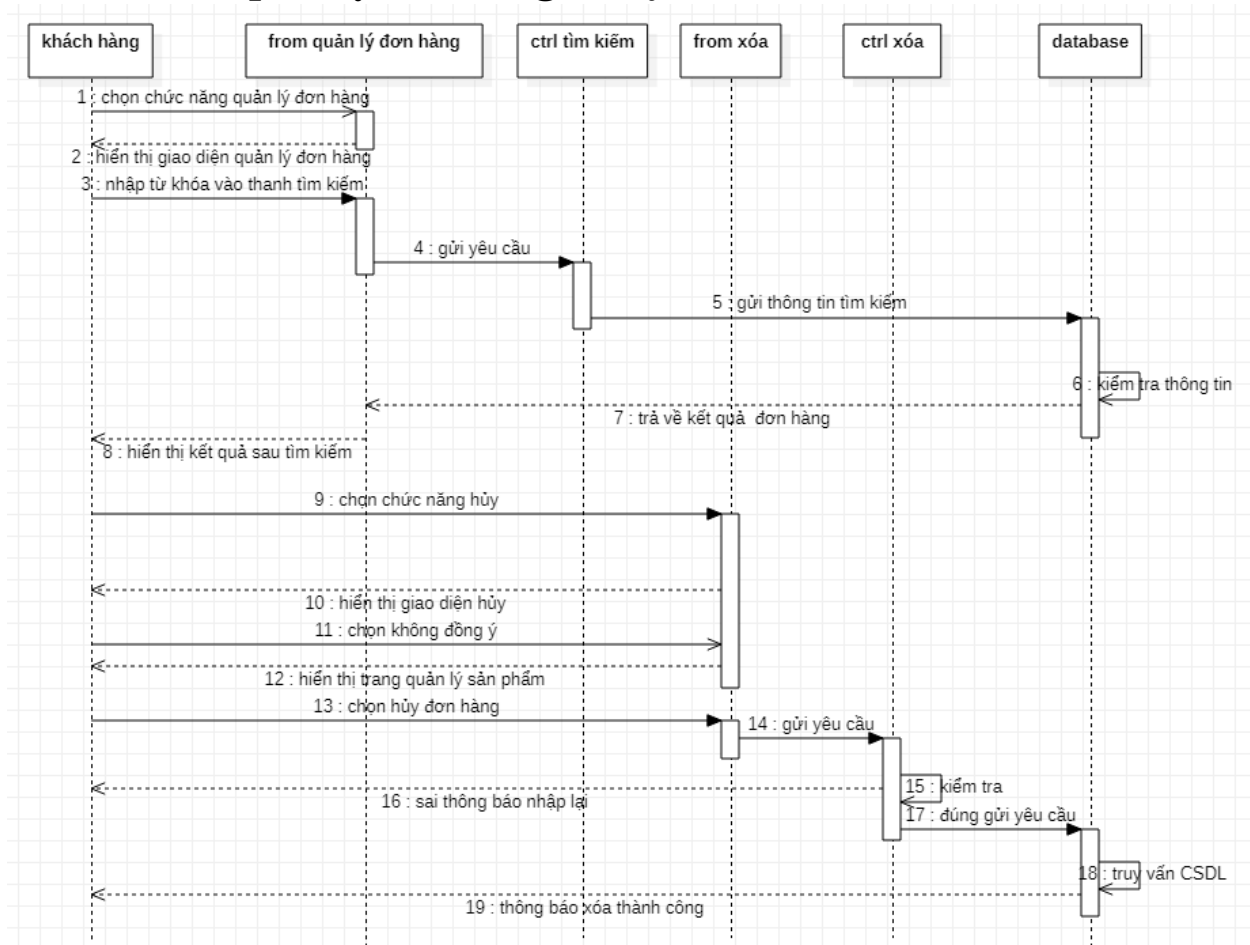 khách hàng
from quản lý đơn hàng
ctrl tìm kiếm
from xóa
ctrl xóa
database
1 : chọn chức năng quản lý đơn hàng
2 : hiển thị giao diện quản lý đơn hàng
3 : nhập từ khóa vào thanh tìm kiếm
4 : gửi yêu cầu
5 : gửi thông tin tìm kiếm
6 : kiểm tra thông tin
7 : trả về kết quả đơn hàng
8 : hiển thị kết quả sau tìm kiếm
9 : chọn chức năng hủy
10 : hiển thị giao diện hủy
11 : chọn không đồng ý
12 : hiển thị trang quản lý sản phẩm
13 : chọn hủy đơn hàng
14 : gửi yêu cầu
15 : kiểm tra
16 : sai thông báo nhập lại
17 : đúng gửi yêu cầu
18 : truy vấn CSDL
19 : thông báo xóa thành công